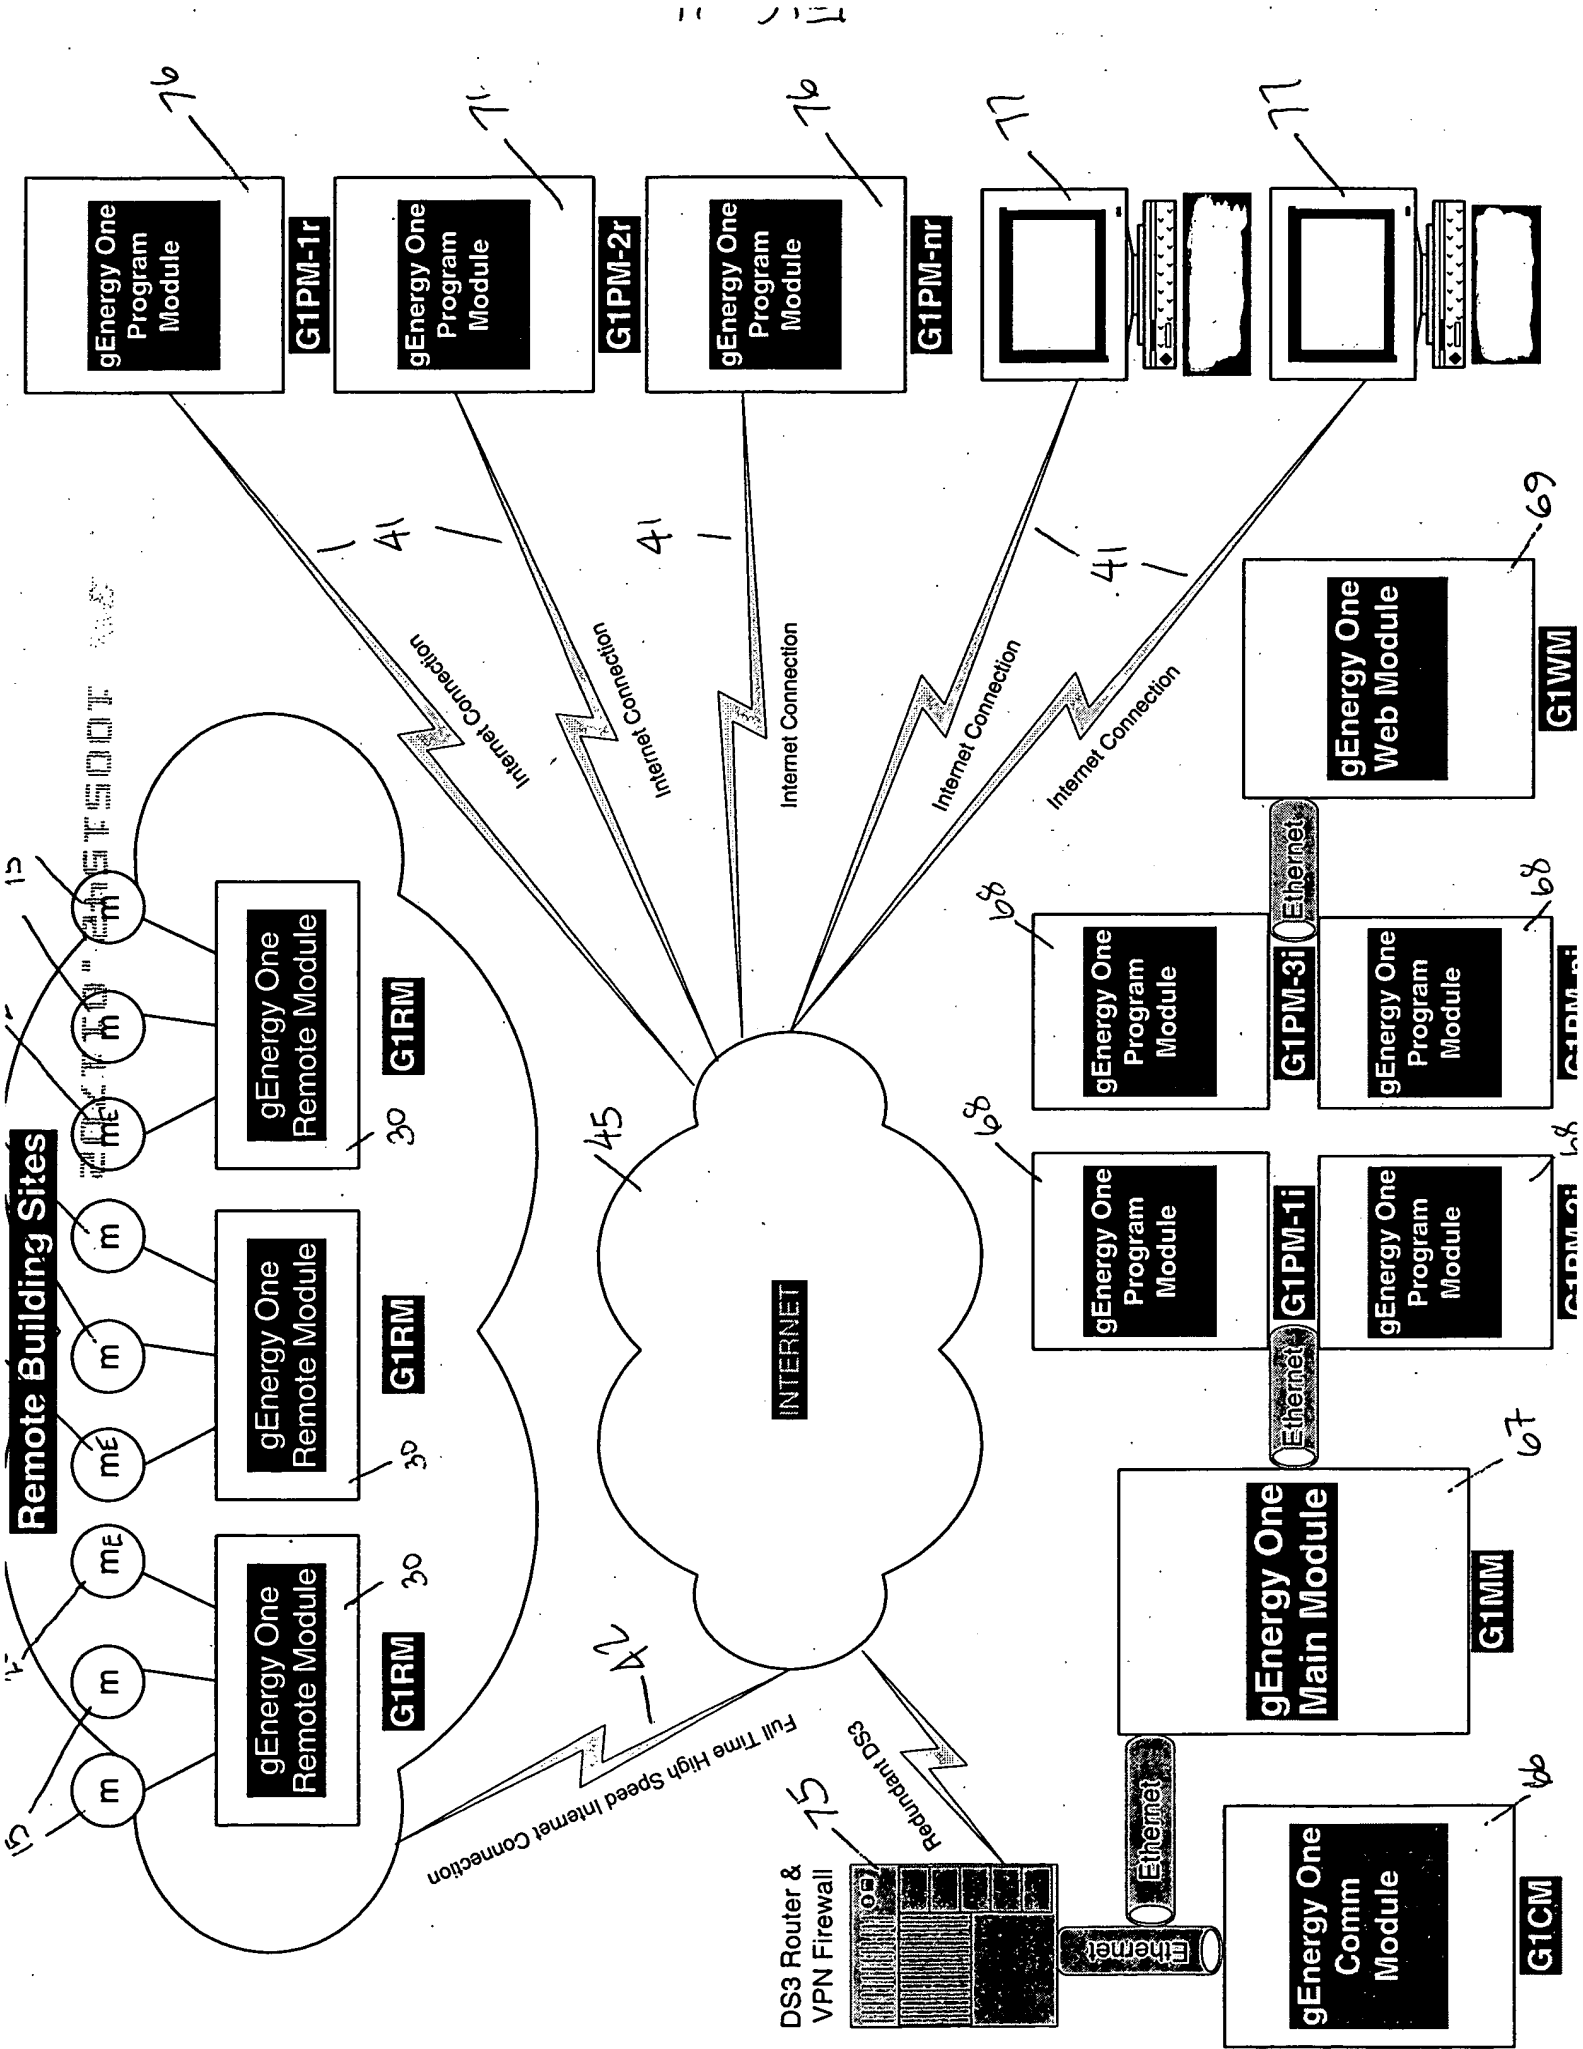 Remote Building Sites
15
15
m
m
mE
mE
m
m
mE
m
m
gEnergy One
Remote Module
30
G1RM
gEnergy One
Remote Module
30
G1RM
gEnergy One
Remote Module
30
G1RM
42
Full Time High Speed Internet Connection
45
INTERNET
Redundant DS3
75
DS3 Router &
VPN Firewall
Ethernet
Ethernet
gEnergy One
Comm
Module
66
G1CM
gEnergy One
Main Module
67
G1MM
Ethernet
gEnergy One
Program
Module
68
G1PM-1i
gEnergy One
Program
Module
68
G1PM-2i
gEnergy One
Program
Module
68
G1PM-3i
gEnergy One
Program
Module
68
G1PM-ni
Ethernet
gEnergy One
Web Module
69
G1WM
Internet Connection
Internet Connection
Internet Connection
Internet Connection
Internet Connection
41
41
41
gEnergy One
Program
Module
76
G1PM-1r
gEnergy One
Program
Module
G1PM-2r
gEnergy One
Program
Module
76
G1PM-nr
77
77